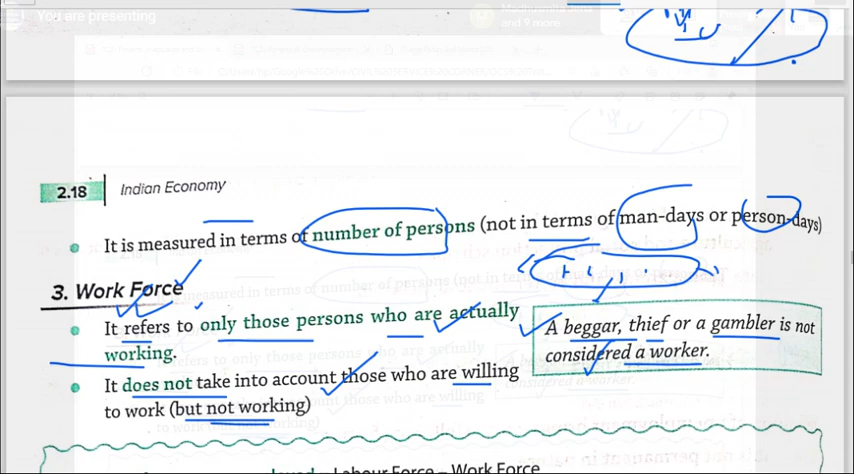 You are presenting
and 9 more
2.18 Indian Economy
It is measured in terms of number of persons (not in terms of man-days or person-days)
3. Work Force
It refers to only those persons who are actually
working.
It does not take into account those who are willing
to work (but not working)
A beggar, thief or a gambler is not
considered a worker.
Labour Force – Work Force